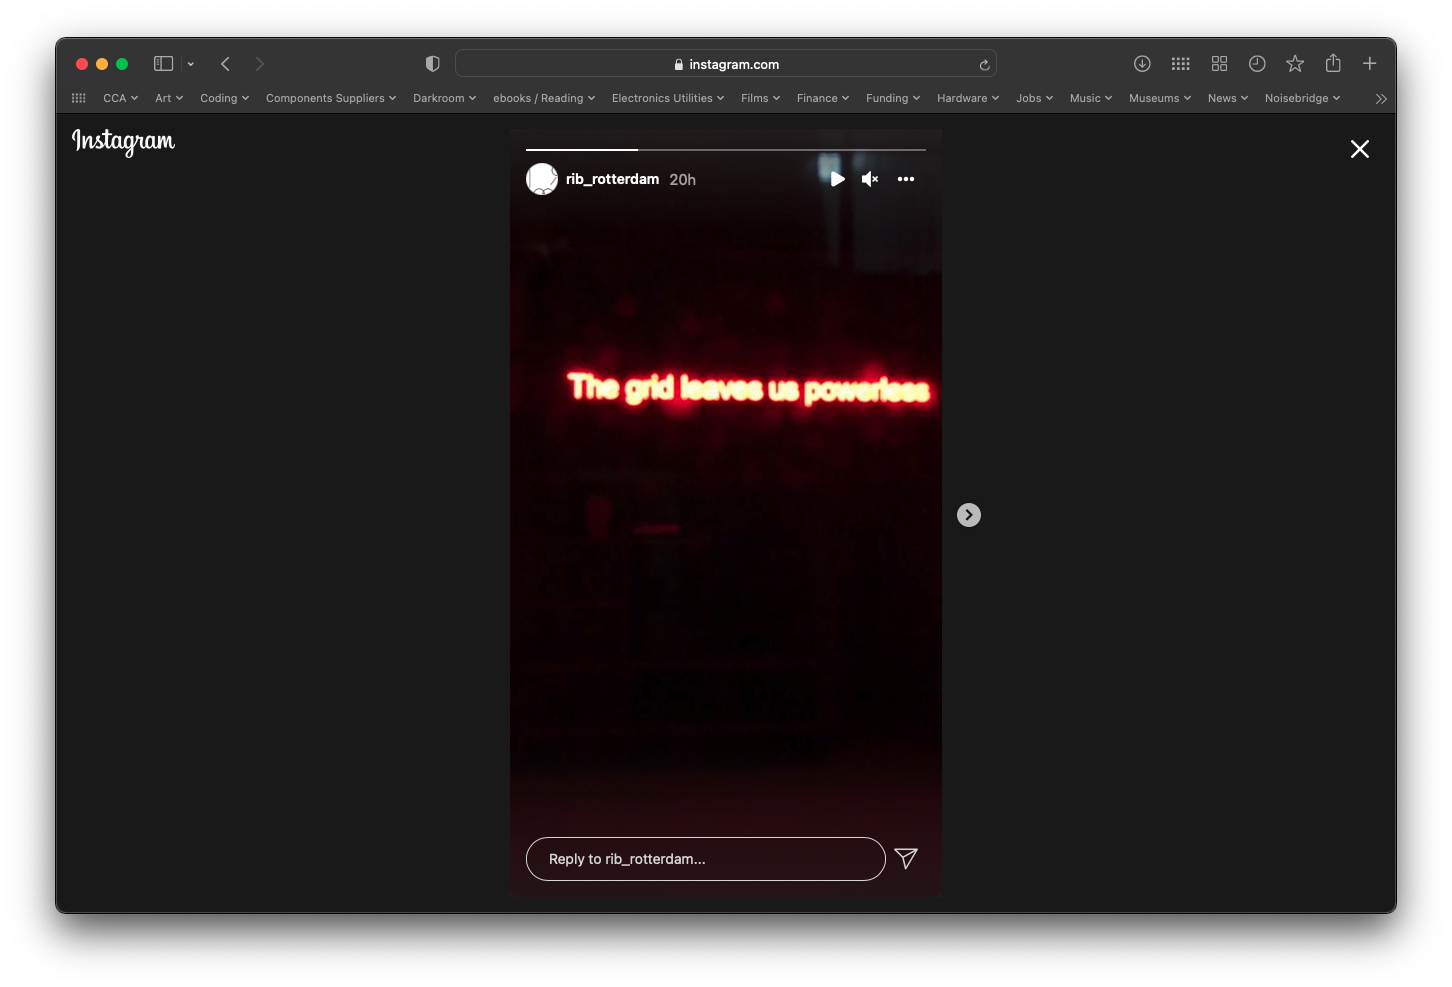 instagram.com
CCA Art Coding Components Suppliers Darkroom ebooks / Reading Electronics Utilities Films Finance Funding Hardware Jobs Music Museums News Noisebridge
Instagram
rib_rotterdam 20h
The grid leaves us powerless
Reply to rib_rotterdam...